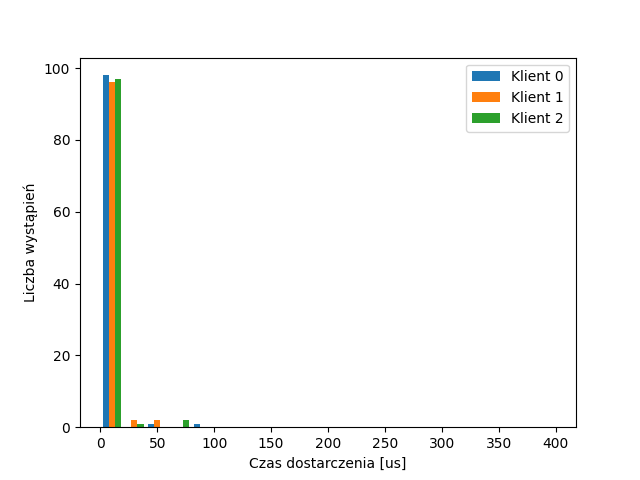 Klient 0
Klient 1
Klient 2
100
80
60
40
20
0
Liczba wystąpień
0 50 100 150 200 250 300 350 400
Czas dostarczenia [us]